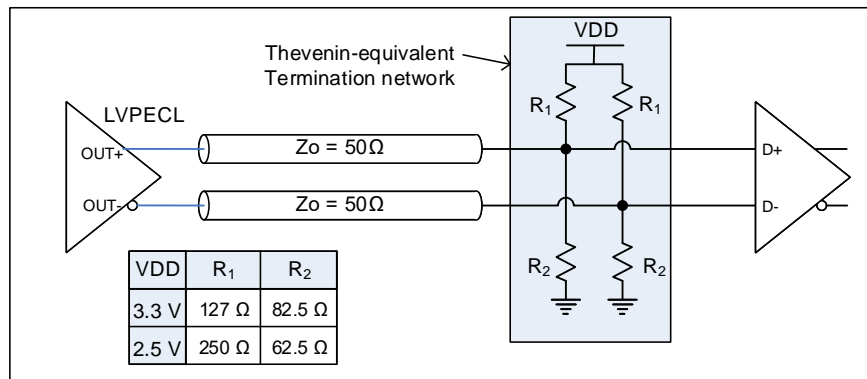 VDD
Thevenin-equivalent
Termination network
R₁ R₁
LVPECL
OUT+ Zo = 50Ω D+
OUT- Zo = 50Ω D-
R₂ R₂
VDD R₁ R₂
3.3 V 127 Ω 82.5 Ω
2.5 V 250 Ω 62.5 Ω